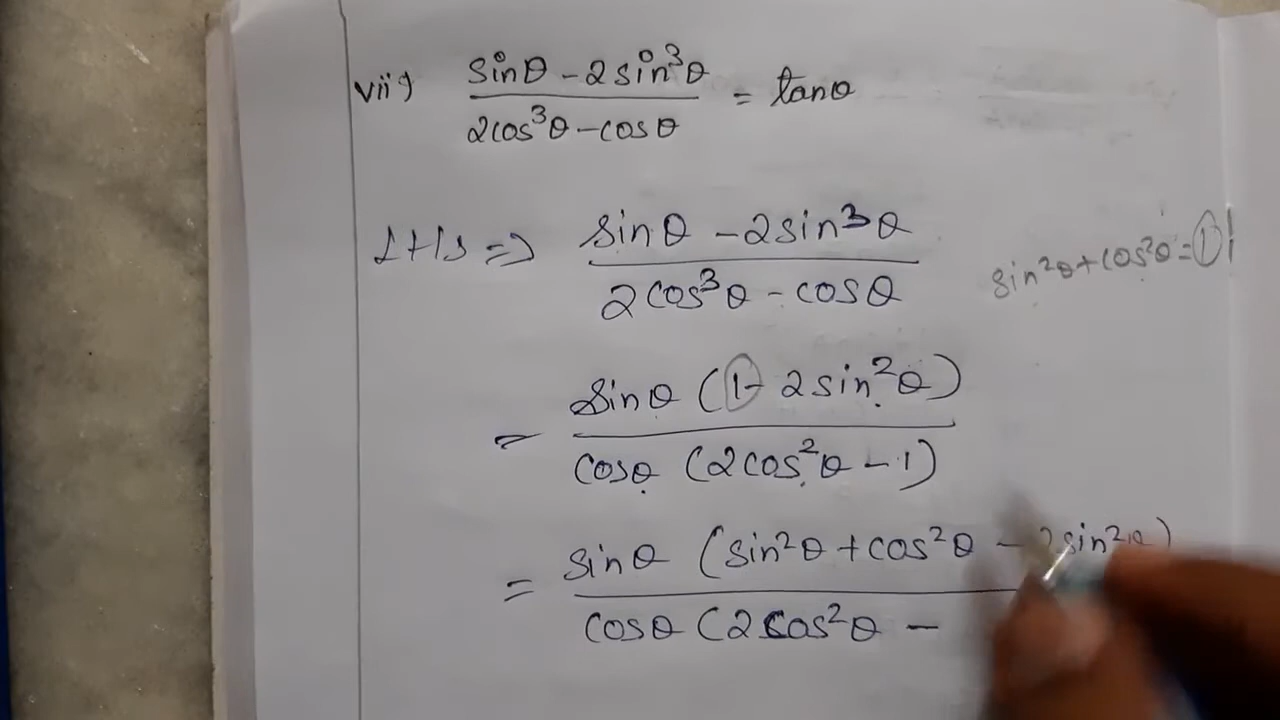 vii) sinθ - 2sin³θ / 2cos³θ - cosθ = tanθ
LHS => sinθ - 2sin³θ / 2cos³θ - cosθ
sin²θ + cos²θ = 1
= sinθ (1 - 2sin²θ) / cosθ (2cos²θ - 1)
= sinθ (sin²θ + cos²θ - 2sin²θ) / cosθ (2cos²θ -